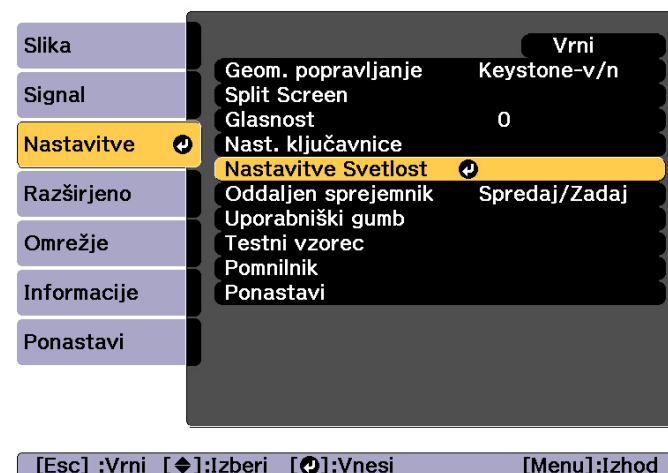 Slika
Signal
Nastavitve
Razširjeno
Omrežje
Informacije
Ponastavi
Vrni
Geom. popravljanje Keystone-v/n
Split Screen
Glasnost 0
Nast. ključavnice
Nastavitve Svetlost
Oddaljen sprejemnik Spredaj/Zadaj
Uporabniški gumb
Testni vzorec
Pomnilnik
Ponastavi
[Esc] :Vrni [◆]:Izberi [⏎]:Vnesi [Menu]:Izhod